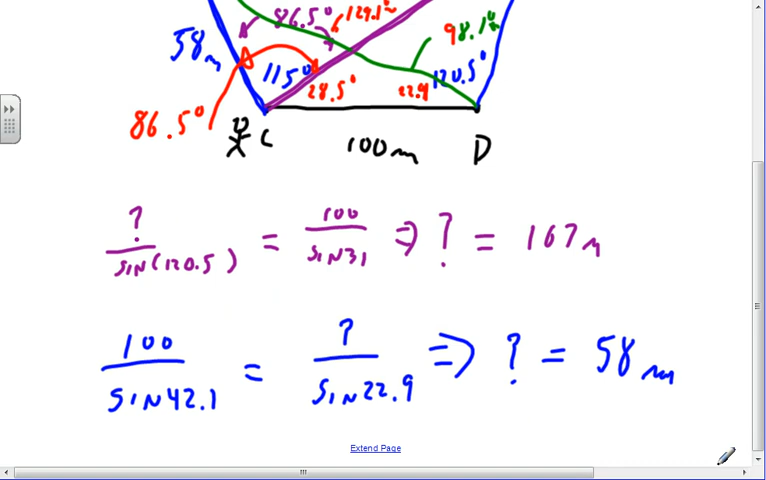 86.5° 129.1°
58m 98.1°
115° 120.5°
28.5° 22.9
86.5°
C 100m D
? / SIN(120.5) = 100 / SIN31 ⇒ ? = 167m
100 / SIN42.1 = ? / SIN22.9 ⇒ ? = 58m
Extend Page